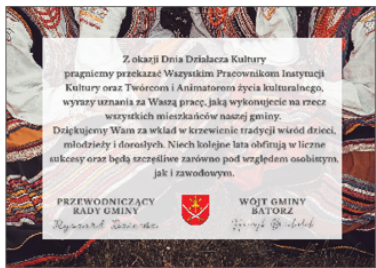 Z okazji Dnia Działacza Kultury
pragniemy przekazać Wszystkim Pracownikom Instytucji
Kultury oraz Twórcom i Animatorom życia kulturalnego,
wyrazy uznania za Waszą pracę, jaką wykonujecie na rzecz
wszystkich mieszkańców naszej gminy.
Dziękujemy Wam za wkład w krzewienie tradycji wśród dzieci,
młodzieży i dorosłych. Niech kolejne lata obfitują w liczne
sukcesy oraz będą szczęśliwe zarówno pod względem osobistym,
jak i zawodowym.
PRZEWODNICZĄCY
RADY GMINY
Ryszard
WÓJT GMINY
BATORZ